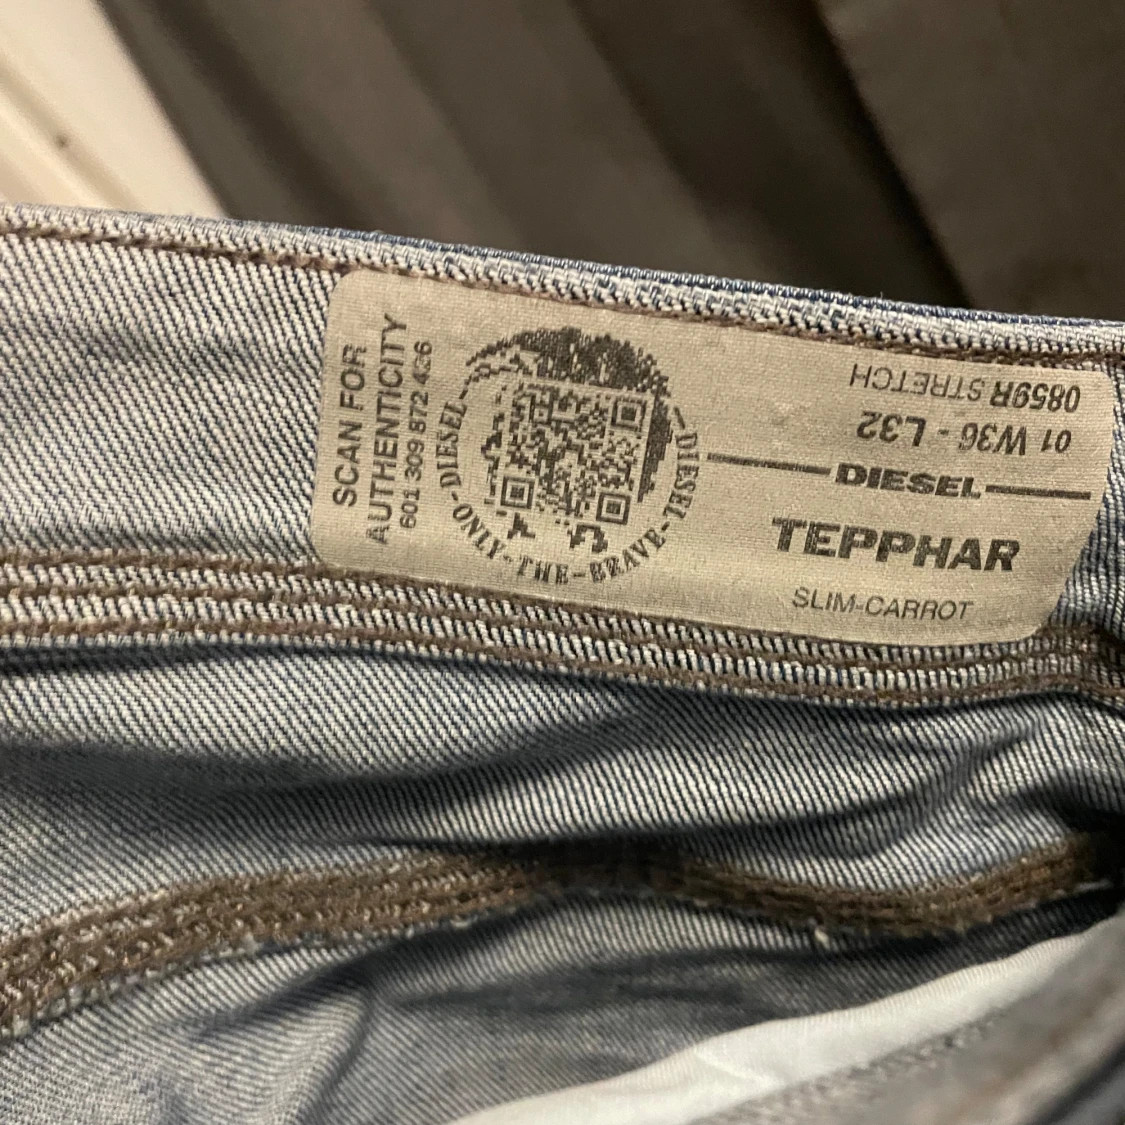 SCAN FOR
AUTHENTICITY
601 309 872 426
DIESEL
DIESEL
ONLY-THE-BRAVE
0859R STRETCH
01 W36 - L32
DIESEL
TEPPHAR
SLIM-CARROT